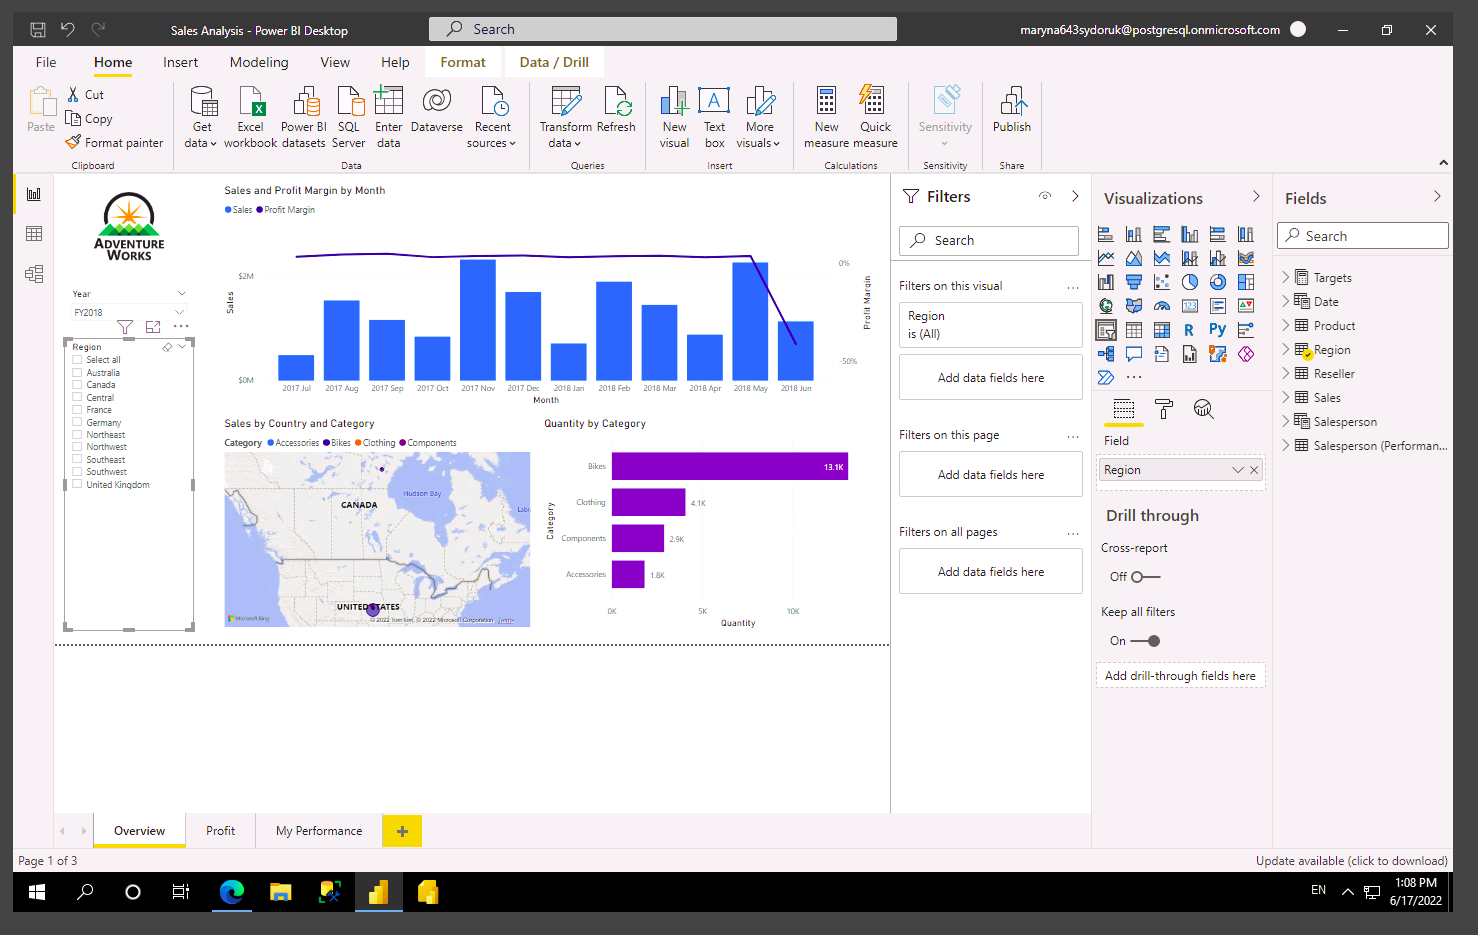 Sales Analysis - Power BI Desktop
Search
maryna643sydoruk@postgresql.onmicrosoft.com
File Home Insert Modeling View Help Format Data / Drill
Paste
Cut
Copy
Format painter
Clipboard
Get data
Excel workbook
Power BI datasets
SQL Server
Enter data
Dataverse
Recent sources
Data
Transform data
Refresh
Queries
New visual
Text box
More visuals
Insert
New measure
Quick measure
Calculations
Sensitivity
Sensitivity
Publish
Share
ADVENTURE
WORKS
Year
FY2018
Region
Select all
Australia
Canada
Central
France
Germany
Northeast
Northwest
Southeast
Southwest
United Kingdom
Sales and Profit Margin by Month
Sales Profit Margin
$2M
$0M
Sales
0%
-50%
Profit Margin
2017 Jul 2017 Aug 2017 Sep 2017 Oct 2017 Nov 2017 Dec 2018 Jan 2018 Feb 2018 Mar 2018 Apr 2018 May 2018 Jun
Month
Sales by Country and Category
Category Accessories Bikes Clothing Components
Hudson Bay
CANADA
Labr
UNITED STATES
Microsoft Bing
© 2022 TomTom, © 2022 Microsoft Corporation Terms
Quantity by Category
Category
Bikes 13.1K
Clothing 4.1K
Components 2.9K
Accessories 1.8K
0K 5K 10K
Quantity
Filters
Search
Filters on this visual ...
Region
is (All)
Add data fields here
Filters on this page ...
Add data fields here
Filters on all pages ...
Add data fields here
Visualizations
123
R
Py
...
Field
Region
Drill through
Cross-report
Off
Keep all filters
On
Add drill-through fields here
Fields
Search
Targets
Date
Product
Region
Reseller
Sales
Salesperson
Salesperson (Performan...
Overview Profit My Performance +
Page 1 of 3
Update available (click to download)
EN
1:08 PM
6/17/2022